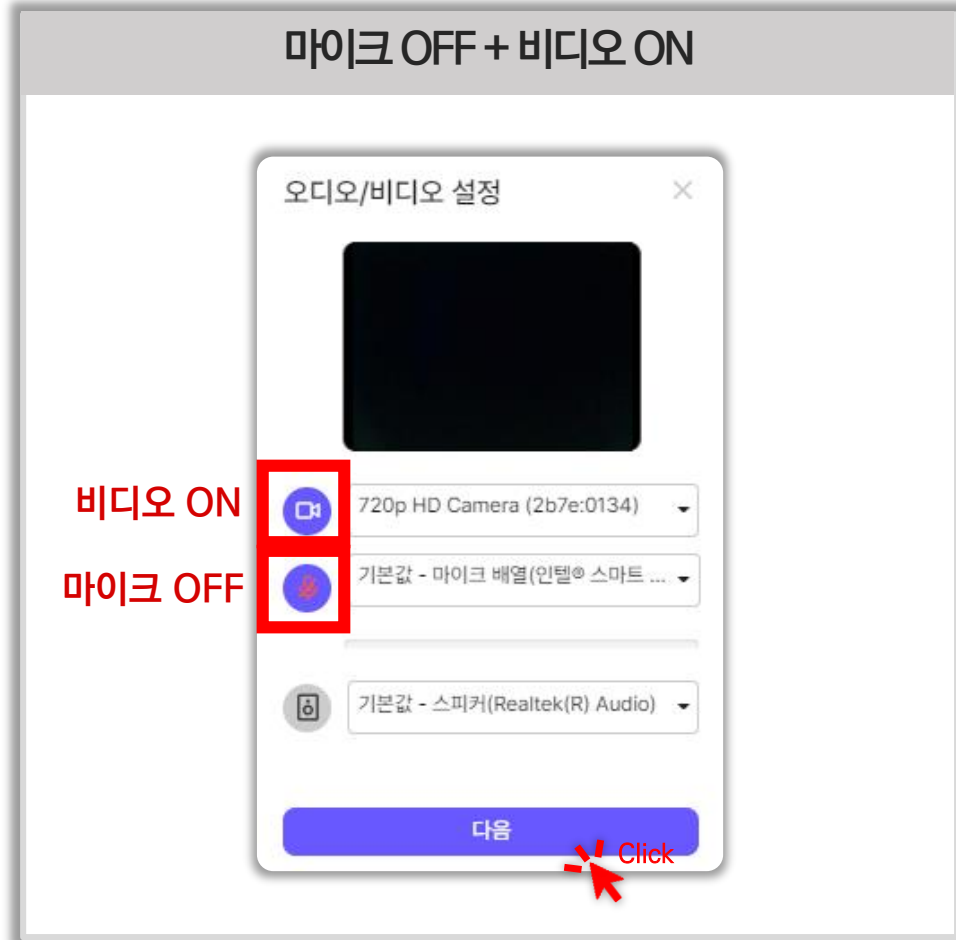 마이크 OFF + 비디오 ON
오디오/비디오 설정
비디오 ON
720p HD Camera (2b7e:0134)
마이크 OFF
기본값 - 마이크 배열(인텔® 스마트 ...
기본값 - 스피커(Realtek(R) Audio)
다음
Click